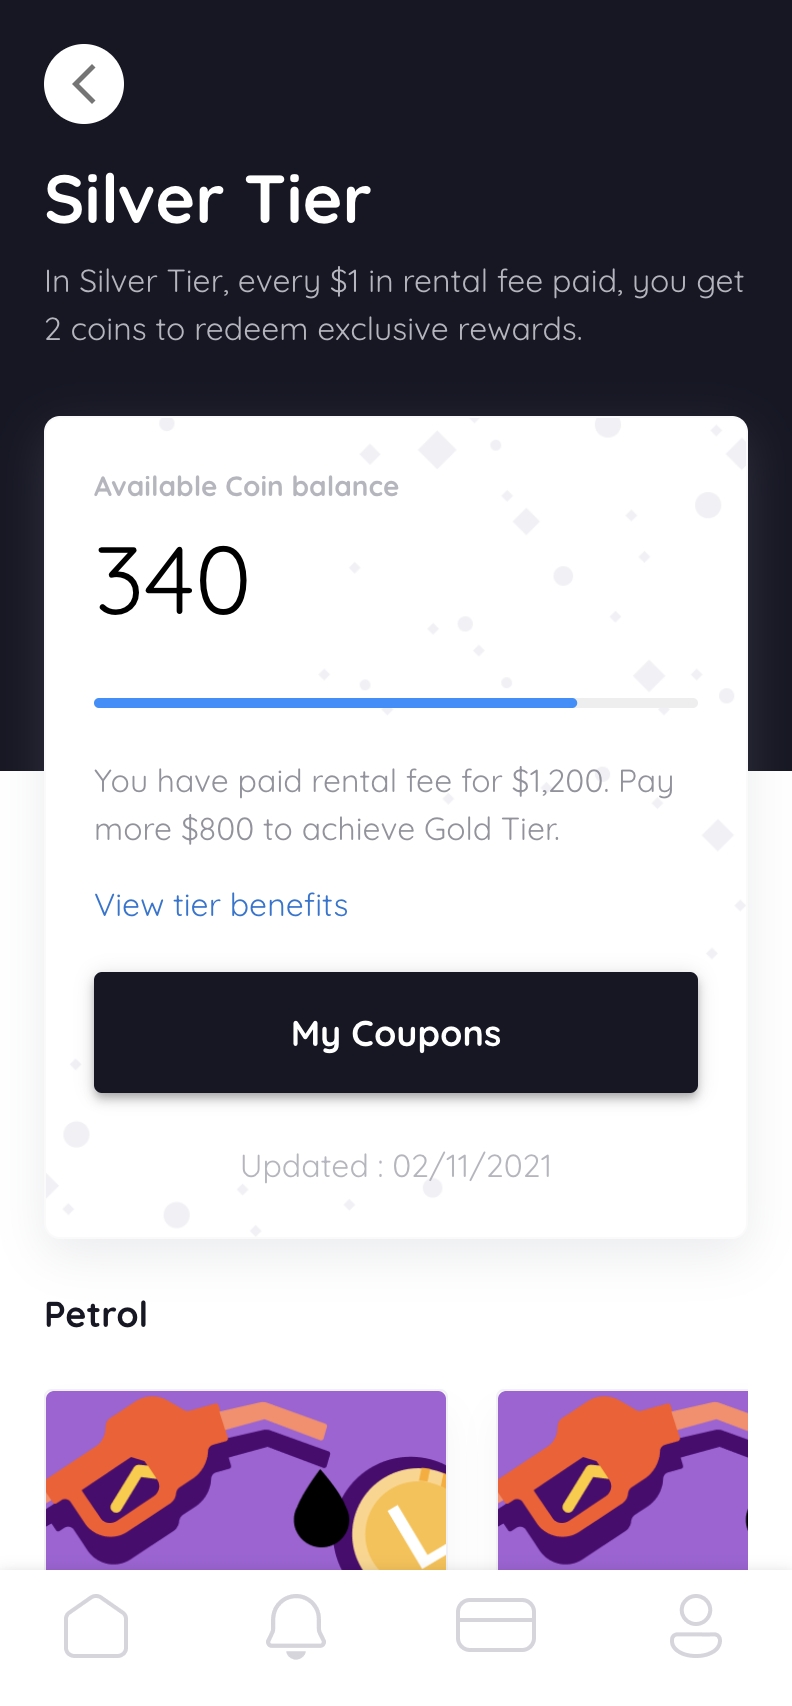 Silver Tier
In Silver Tier, every $1 in rental fee paid, you get
2 coins to redeem exclusive rewards.
Available Coin balance
340
You have paid rental fee for $1,200. Pay
more $800 to achieve Gold Tier.
View tier benefits
My Coupons
Updated : 02/11/2021
Petrol